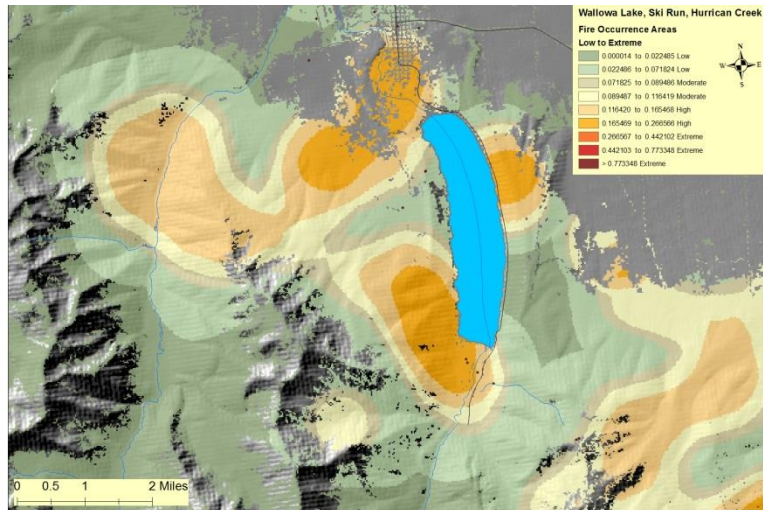 Wallowa Lake, Ski Run, Hurrican Creek
Fire Occurrence Areas
Low to Extreme
0.000014 to 0.022485 Low
0.022486 to 0.071824 Low
0.071825 to 0.089486 Moderate
0.089487 to 0.116419 Moderate
0.116420 to 0.165468 High
0.165469 to 0.266566 High
0.266567 to 0.442102 Extreme
0.442103 to 0.773348 Extreme
> 0.773348 Extreme
N
W E
S
0 0.5 1 2 Miles